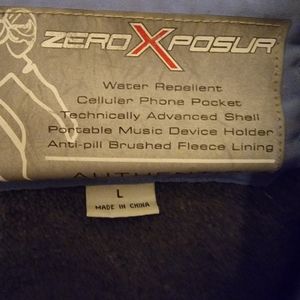 ZEROXPOSUR
Water Repellent
Cellular Phone Pocket
Technically Advanced Shell
Portable Music Device Holder
Anti-pill Brushed Fleece Lining
L
MADE IN CHINA